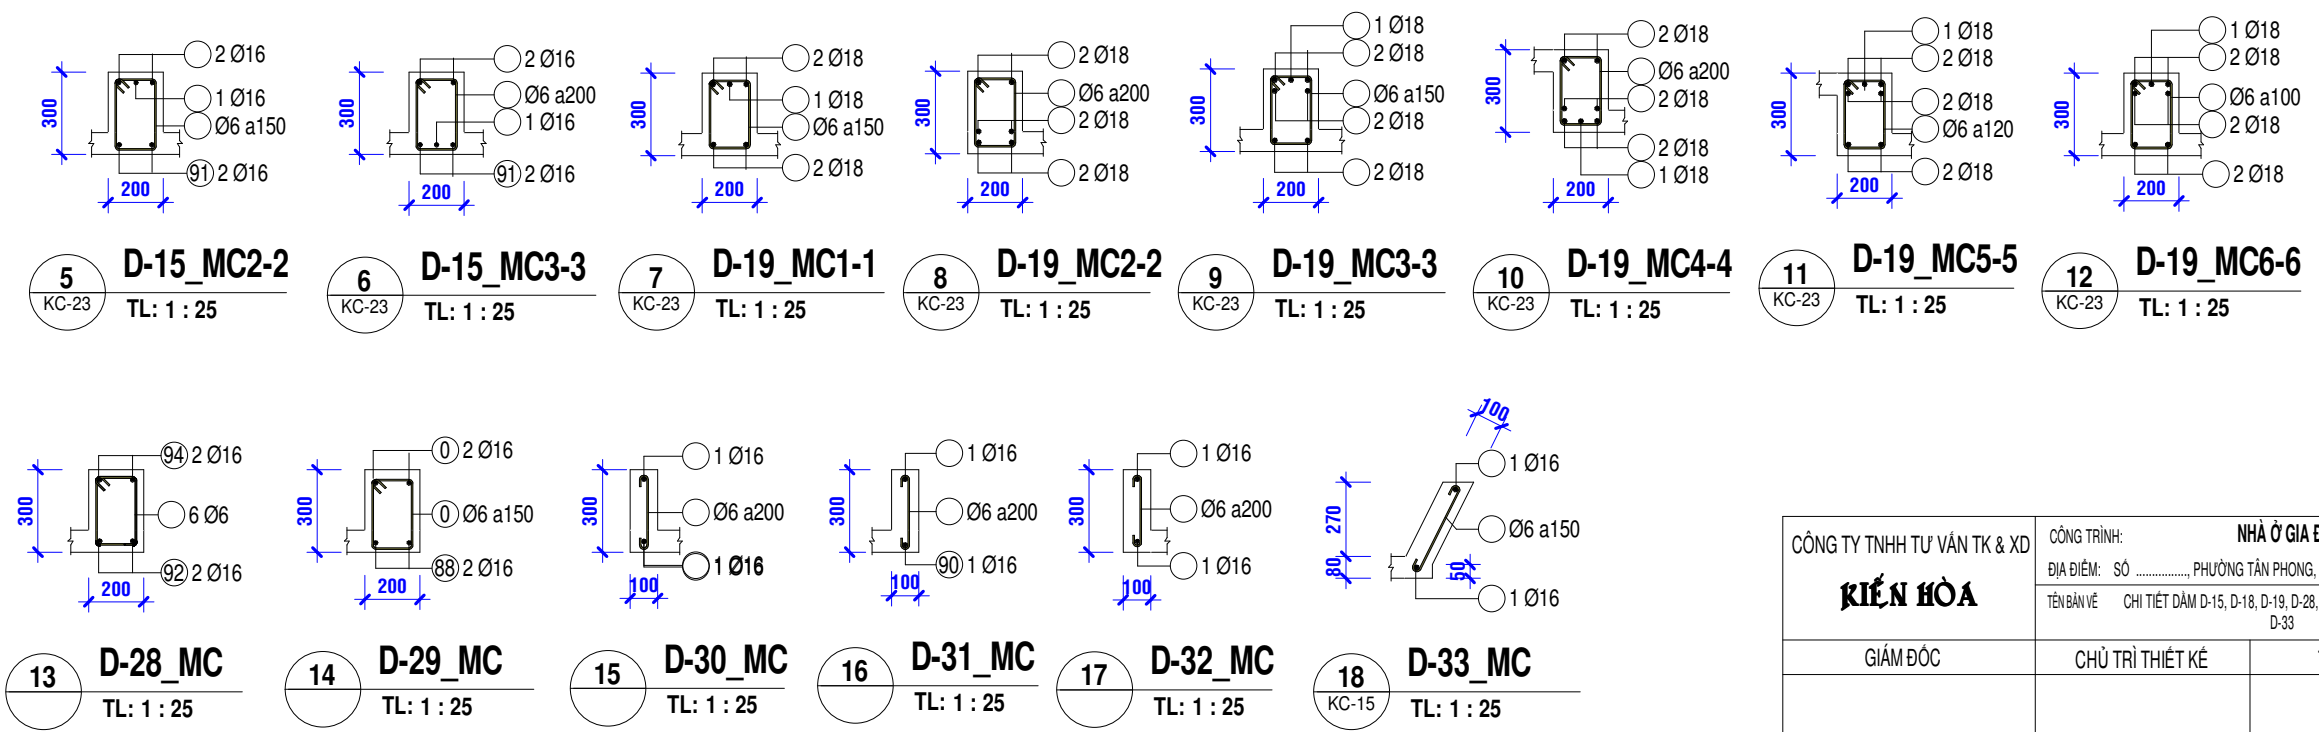 2 Ø16
1 Ø16
Ø6 a150
91 2 Ø16
300
200
5
KC-23
D-15_MC2-2
TL: 1 : 25
2 Ø16
Ø6 a200
1 Ø16
91 2 Ø16
300
200
6
KC-23
D-15_MC3-3
TL: 1 : 25
2 Ø18
1 Ø18
Ø6 a150
2 Ø18
300
200
7
KC-23
D-19_MC1-1
TL: 1 : 25
2 Ø18
Ø6 a200
2 Ø18
2 Ø18
300
200
8
KC-23
D-19_MC2-2
TL: 1 : 25
1 Ø18
2 Ø18
Ø6 a150
2 Ø18
2 Ø18
300
200
9
KC-23
D-19_MC3-3
TL: 1 : 25
2 Ø18
Ø6 a200
2 Ø18
2 Ø18
1 Ø18
300
200
10
KC-23
D-19_MC4-4
TL: 1 : 25
1 Ø18
2 Ø18
2 Ø18
Ø6 a120
2 Ø18
300
200
11
KC-23
D-19_MC5-5
TL: 1 : 25
1 Ø18
2 Ø18
Ø6 a100
2 Ø18
2 Ø18
300
200
12
KC-23
D-19_MC6-6
TL: 1 : 25
94 2 Ø16
6 Ø6
92 2 Ø16
300
200
13
D-28_MC
TL: 1 : 25
0 2 Ø16
0 Ø6 a150
88 2 Ø16
300
200
14
D-29_MC
TL: 1 : 25
1 Ø16
Ø6 a200
1 Ø16
300
100
15
D-30_MC
TL: 1 : 25
1 Ø16
Ø6 a200
90 1 Ø16
300
100
16
D-31_MC
TL: 1 : 25
1 Ø16
Ø6 a200
1 Ø16
300
100
17
D-32_MC
TL: 1 : 25
100
1 Ø16
Ø6 a150
1 Ø16
270
80
50
18
KC-15
D-33_MC
TL: 1 : 25
CÔNG TY TNHH TƯ VẤN TK & XD
KIẾN HÒA
CÔNG TRÌNH: NHÀ Ở GIA
ĐỊA ĐIỂM: SỐ ................, PHƯỜNG TÂN PHONG,
TÊN BẢN VẼ CHI TIẾT DẦM D-15, D-18, D-19, D-28,
D-33
GIÁM ĐỐC
CHỦ TRÌ THIẾT KẾ